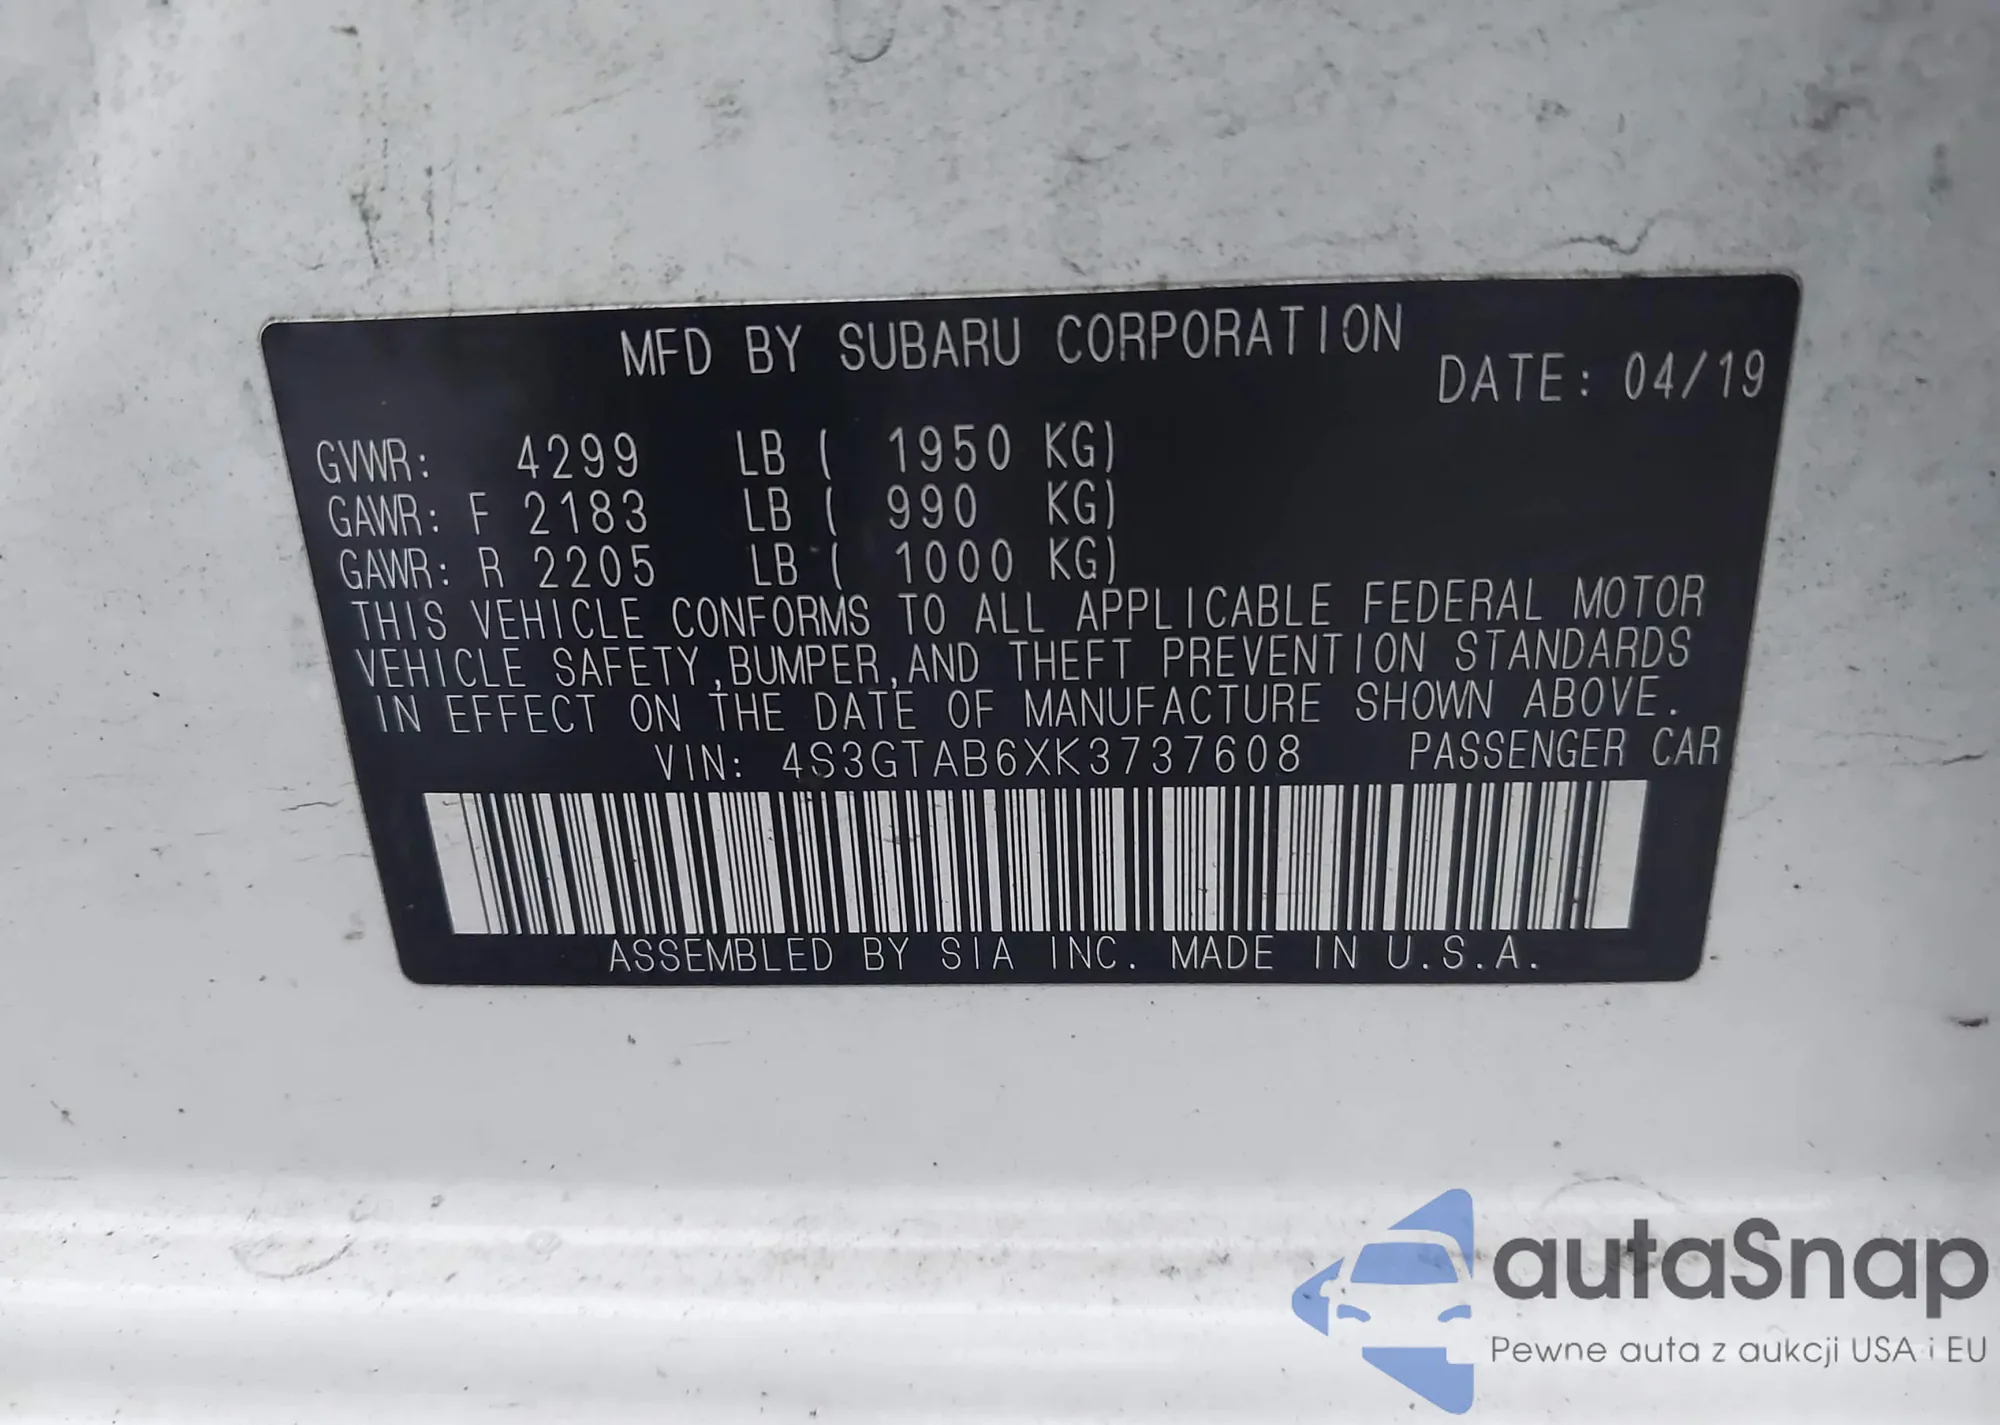 MFD BY SUBARU CORPORATION
DATE: 04/19
GVWR: 4299 LB ( 1950 KG)
GAWR: F 2183 LB ( 990 KG)
GAWR: R 2205 LB ( 1000 KG)
THIS VEHICLE CONFORMS TO ALL APPLICABLE FEDERAL MOTOR
VEHICLE SAFETY,BUMPER,AND THEFT PREVENTION STANDARDS
IN EFFECT ON THE DATE OF MANUFACTURE SHOWN ABOVE.
VIN: 4S3GTAB6XK3737608 PASSENGER CAR
ASSEMBLED BY SIA INC. MADE IN U.S.A.
autaSnap
Pewne auta z aukcji USA i EU